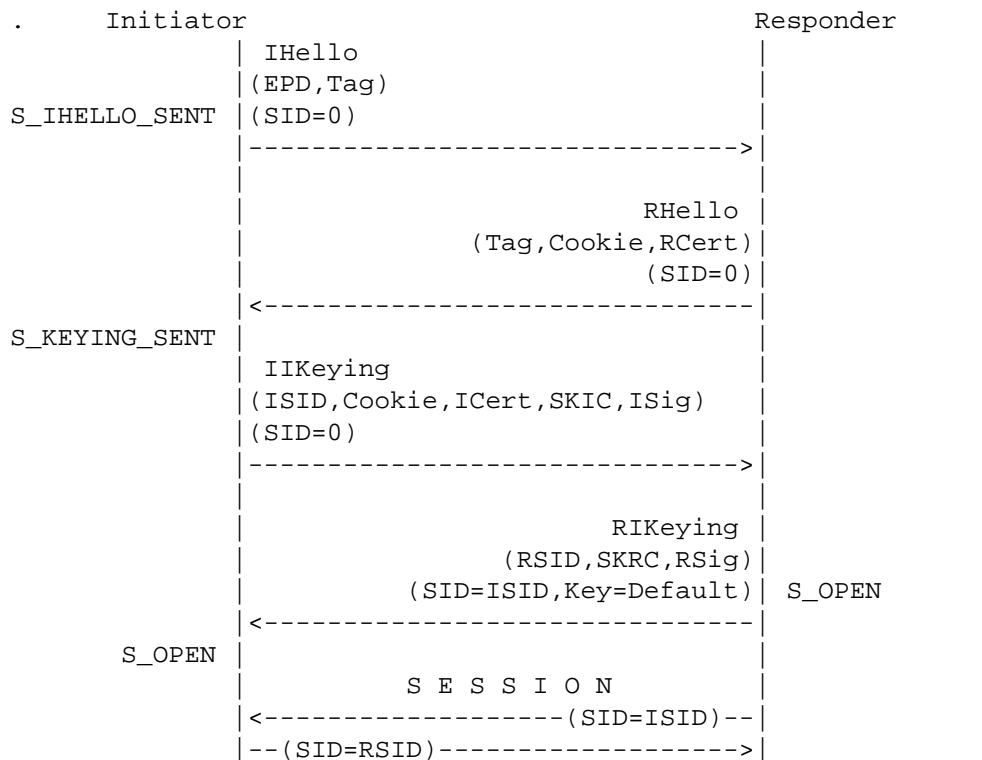 .     Initiator                                Responder
               | IHello                          |
               |(EPD,Tag)                        |
S_IHELLO_SENT  |(SID=0)                          |
               |-------------------------------->|
               |                                 |
               |                          RHello |
               |               (Tag,Cookie,RCert)|
               |                          (SID=0)|
               |<--------------------------------|
S_KEYING_SENT  |                                 |
               | IIKeying                        |
               |(ISID,Cookie,ICert,SKIC,ISig)    |
               |(SID=0)                          |
               |-------------------------------->|
               |                                 |
               |                        RIKeying |
               |                 (RSID,SKRC,RSig)|
               |           (SID=ISID,Key=Default)| S_OPEN
               |<--------------------------------|
       S_OPEN  |                                 |
               |          S E S S I O N          |
               |<--------------------(SID=ISID)--|
               |--(SID=RSID)-------------------->|